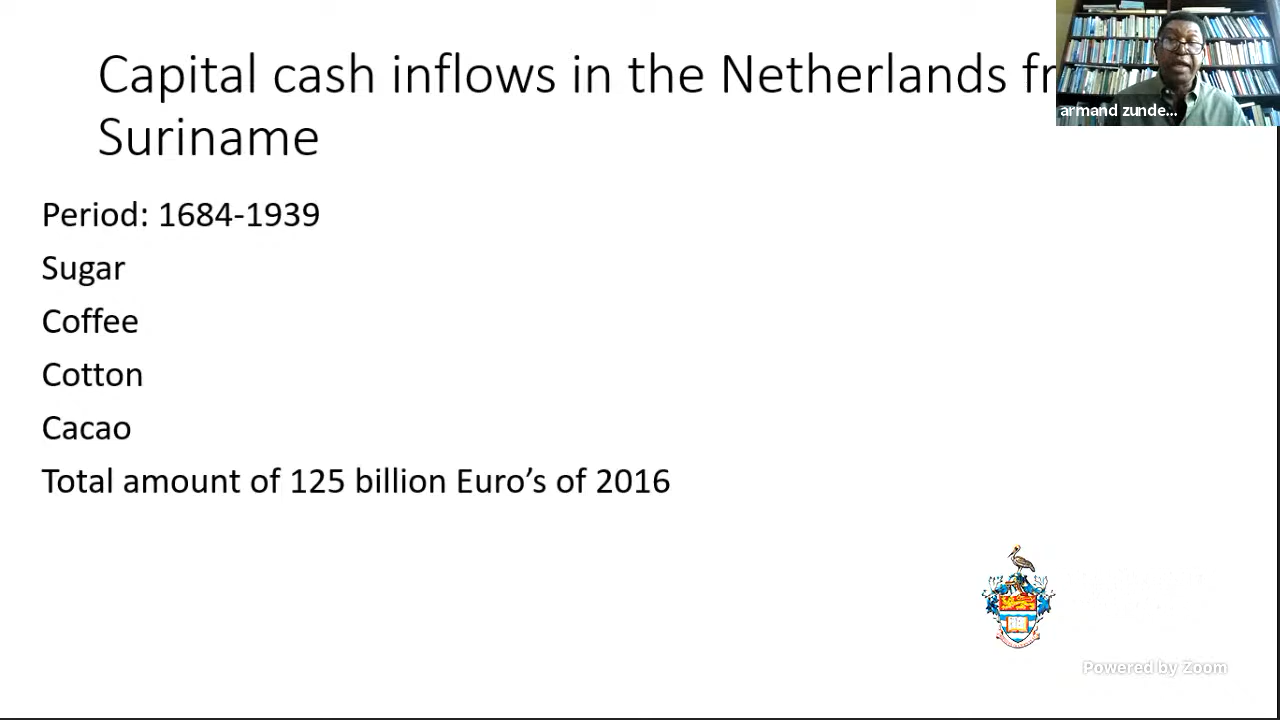 Capital cash inflows in the Netherlands fr
Suriname
armand zunde...
Period: 1684-1939
Sugar
Coffee
Cotton
Cacao
Total amount of 125 billion Euro’s of 2016
Powered by Zoom